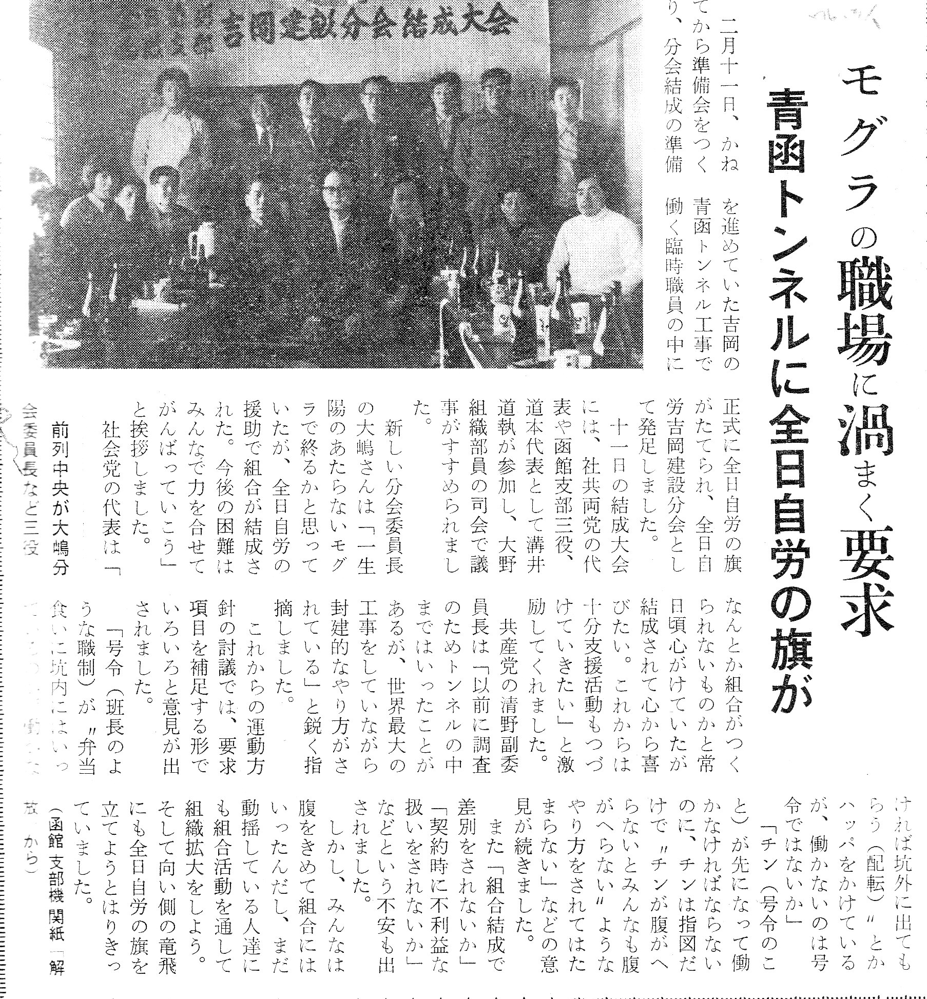 モグラの職場に渦まく要求
青函トンネルに全日自労の旗が
吉岡建設分会結成大会
二月十一日、かね
てから準備会をつく
り、分会結成の準備
を進めていた吉岡の
青函トンネル工事で
働く臨時職員の中に
正式に全日自労の旗
がたてられ、全日自
労吉岡建設分会とし
て発足しました。
十一日の結成大会
には、社共両党の代
表や函館支部三役、
道本代表として溝井
道執が参加し、大野
組織部員の司会で議
事がすすめられまし
た。
新しい分会委員長
の大嶋さんは「一生
陽のあたらないモグ
ラで終るかと思って
いたが、全日自労の
援助で組合が結成さ
れた。今後の困難は
みんなで力を合せて
がんばっていこう」
と挨拶しました。
社会党の代表は「
前列中央が大嶋分
会委員長など三役
なんとか組合がつく
られないものかと常
日頃心がけていたが
結成されて心から喜
びたい。これからは
十分支援活動もつづ
けていきたい」と激
励してくれました。
共産党の清野副委
員長は「以前に調査
のためトンネルの中
まではいったことが
あるが、世界最大の
工事をしていながら
封建的なやり方がさ
れている」と鋭く指
摘しました。
これからの運動方
針の討議では、要求
項目を補足する形で
いろいろと意見が出
されました。
「号令（班長のよ
うな職制）が〝弁当
食いに坑内にはいっ
働
ければ坑外に出ても
らう（配転）〟とか
ハッパをかけている
が、働かないのは号
令ではないか」
「チン（号令のこ
と）が先になって働
かなければならない
のに、チンは指図だ
けで〝チンが腹がへ
らないとみんなも腹
がへらない〟ような
やり方をされてはた
まらない」などの意
見が続きました。
また「組合結成で
差別をされないか」
「契約時に不利益な
扱いをされないか」
などという不安も出
されました。
しかし、みんなは
腹をきめて組合には
いったんだし、まだ
動揺している人達に
も組合活動を通して
組織拡大をしよう。
そして向い側の竜飛
にも全日自労の旗を
立てようとはりきっ
ていました。
（函館支部機関紙「解
放」から）